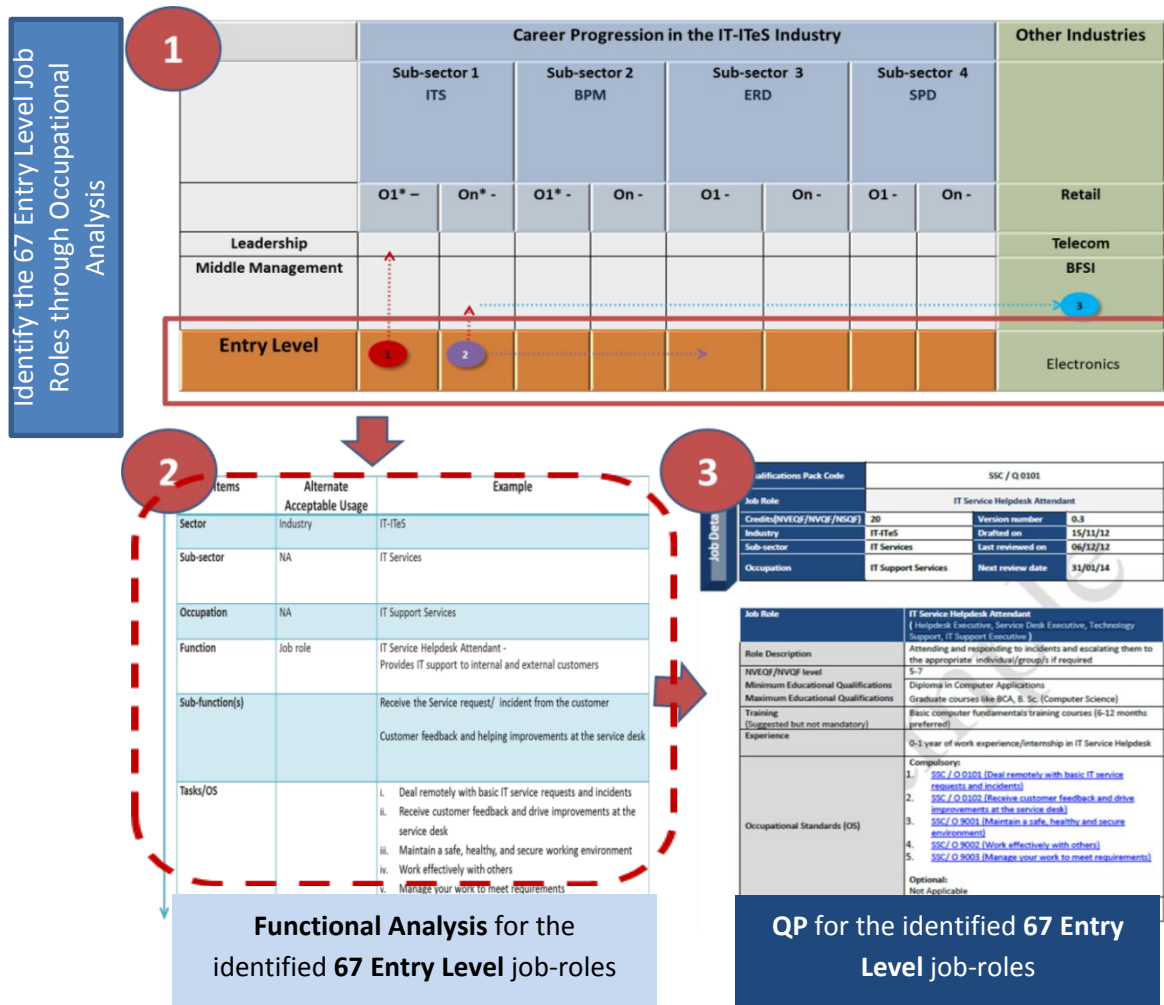 Identify the 67 Entry Level Job
Roles through Occupational
Analysis
1
Career Progression in the IT-ITeS Industry
Other Industries
Sub-sector 1
ITS
Sub-sector 2
BPM
Sub-sector 3
ERD
Sub-sector 4
SPD
O1* –
On* -
O1* -
On -
O1 -
On -
O1 -
On -
Retail
Leadership
Telecom
Middle Management
BFSI
3
Entry Level
1
2
Electronics
2
Items
Alternate
Acceptable Usage
Example
Sector
Industry
IT-ITeS
Sub-sector
NA
IT Services
Occupation
NA
IT Support Services
Function
Job role
IT Service Helpdesk Attendant -
Provides IT support to internal and external customers
Sub-function(s)
Receive the Service request/ incident from the customer
Customer feedback and helping improvements at the service desk
Tasks/OS
i. Deal remotely with basic IT service requests and incidents
ii. Receive customer feedback and drive improvements at the
service desk
iii. Maintain a safe, healthy, and secure working environment
iv. Work effectively with others
v. Manage your work to meet requirements
Functional Analysis for the
identified 67 Entry Level job-roles
3
Job Deta
ualifications Pack Code
SSC / Q 0101
Job Role
IT Service Helpdesk Attendant
Credits(NVEQF/NVQF/NSQF)
20
Version number
0.3
Industry
IT-ITeS
Drafted on
15/11/12
Sub-sector
IT Services
Last reviewed on
06/12/12
Occupation
IT Support Services
Next review date
31/01/14
Job Role
IT Service Helpdesk Attendant
( Helpdesk Executive, Service Desk Executive, Technology
Support, IT Support Executive )
Role Description
Attending and responding to incidents and escalating them to
the appropriate individual/group/s if required
NVEQF/NVQF level
5-7
Minimum Educational Qualifications
Diploma in Computer Applications
Maximum Educational Qualifications
Graduate courses like BCA, B. Sc. (Computer Science)
Training
(Suggested but not mandatory)
Basic computer fundamentals training courses (6-12 months
preferred)
Experience
0-1 year of work experience/internship in IT Service Helpdesk
Occupational Standards (OS)
Compulsory:
1. SSC / O 0101 (Deal remotely with basic IT service
requests and incidents)
2. SSC / O 0102 (Receive customer feedback and drive
improvements at the service desk)
3. SSC/ O 9001 (Maintain a safe, healthy and secure
environment)
4. SSC/ O 9002 (Work effectively with others)
5. SSC/ O 9003 (Manage your work to meet requirements)
Optional:
Not Applicable
QP for the identified 67 Entry
Level job-roles